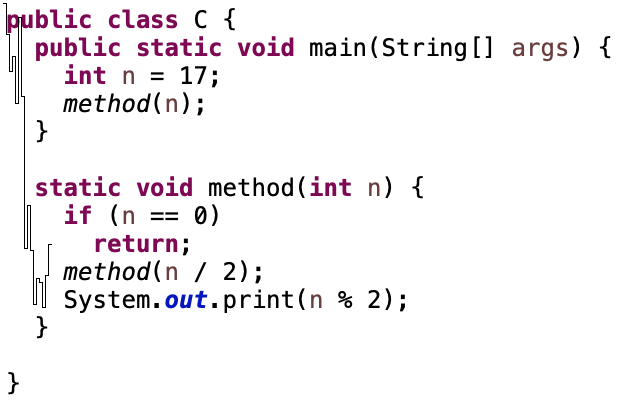 public class C {
  public static void main(String[] args) {
    int n = 17;
    method(n);
  }

  static void method(int n) {
    if (n == 0)
      return;
    method(n / 2);
    System.out.print(n % 2);
  }

}